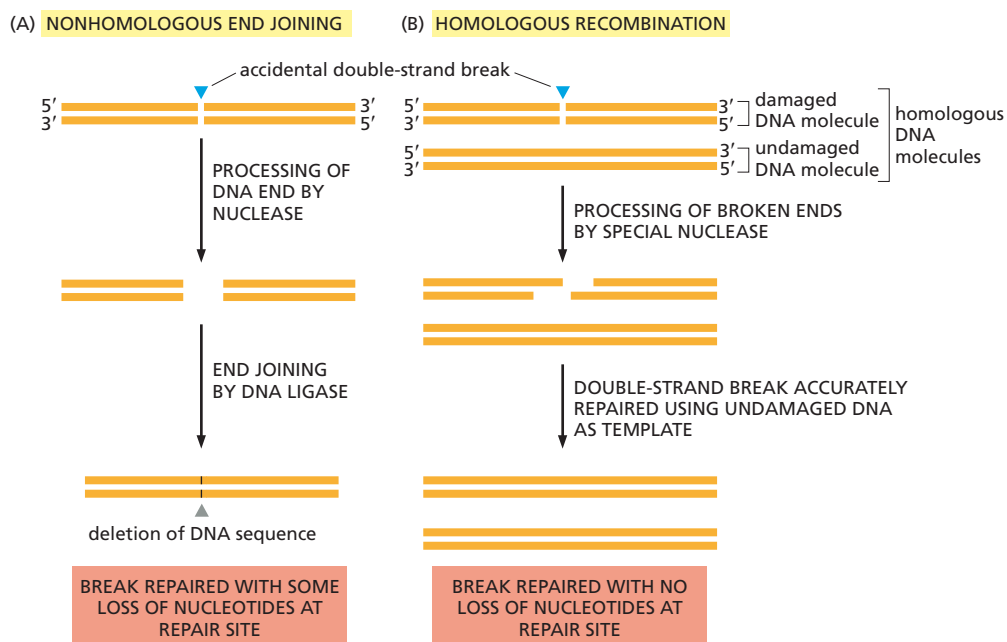 (A) NONHOMOLOGOUS END JOINING
(B) HOMOLOGOUS RECOMBINATION
accidental double-strand break
5′ 3′
3′ 5′
3′ damaged
5′ DNA molecule
homologous
DNA
molecules
5′ 3′ undamaged
3′ 5′ DNA molecule
PROCESSING OF
DNA END BY
NUCLEASE
PROCESSING OF BROKEN ENDS
BY SPECIAL NUCLEASE
END JOINING
BY DNA LIGASE
DOUBLE-STRAND BREAK ACCURATELY
REPAIRED USING UNDAMAGED DNA
AS TEMPLATE
deletion of DNA sequence
BREAK REPAIRED WITH SOME
LOSS OF NUCLEOTIDES AT
REPAIR SITE
BREAK REPAIRED WITH NO
LOSS OF NUCLEOTIDES AT
REPAIR SITE